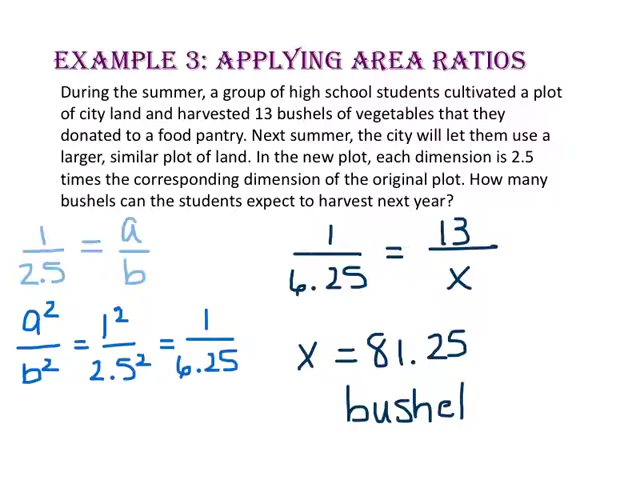 EXAMPLE 3: APPLYING AREA RATIOS
During the summer, a group of high school students cultivated a plot
of city land and harvested 13 bushels of vegetables that they
donated to a food pantry. Next summer, the city will let them use a
larger, similar plot of land. In the new plot, each dimension is 2.5
times the corresponding dimension of the original plot. How many
bushels can the students expect to harvest next year?
1/2.5 = a/b
a²/b² = 1²/2.5² = 1/6.25
1/6.25 = 13/x
x = 81.25
bushel